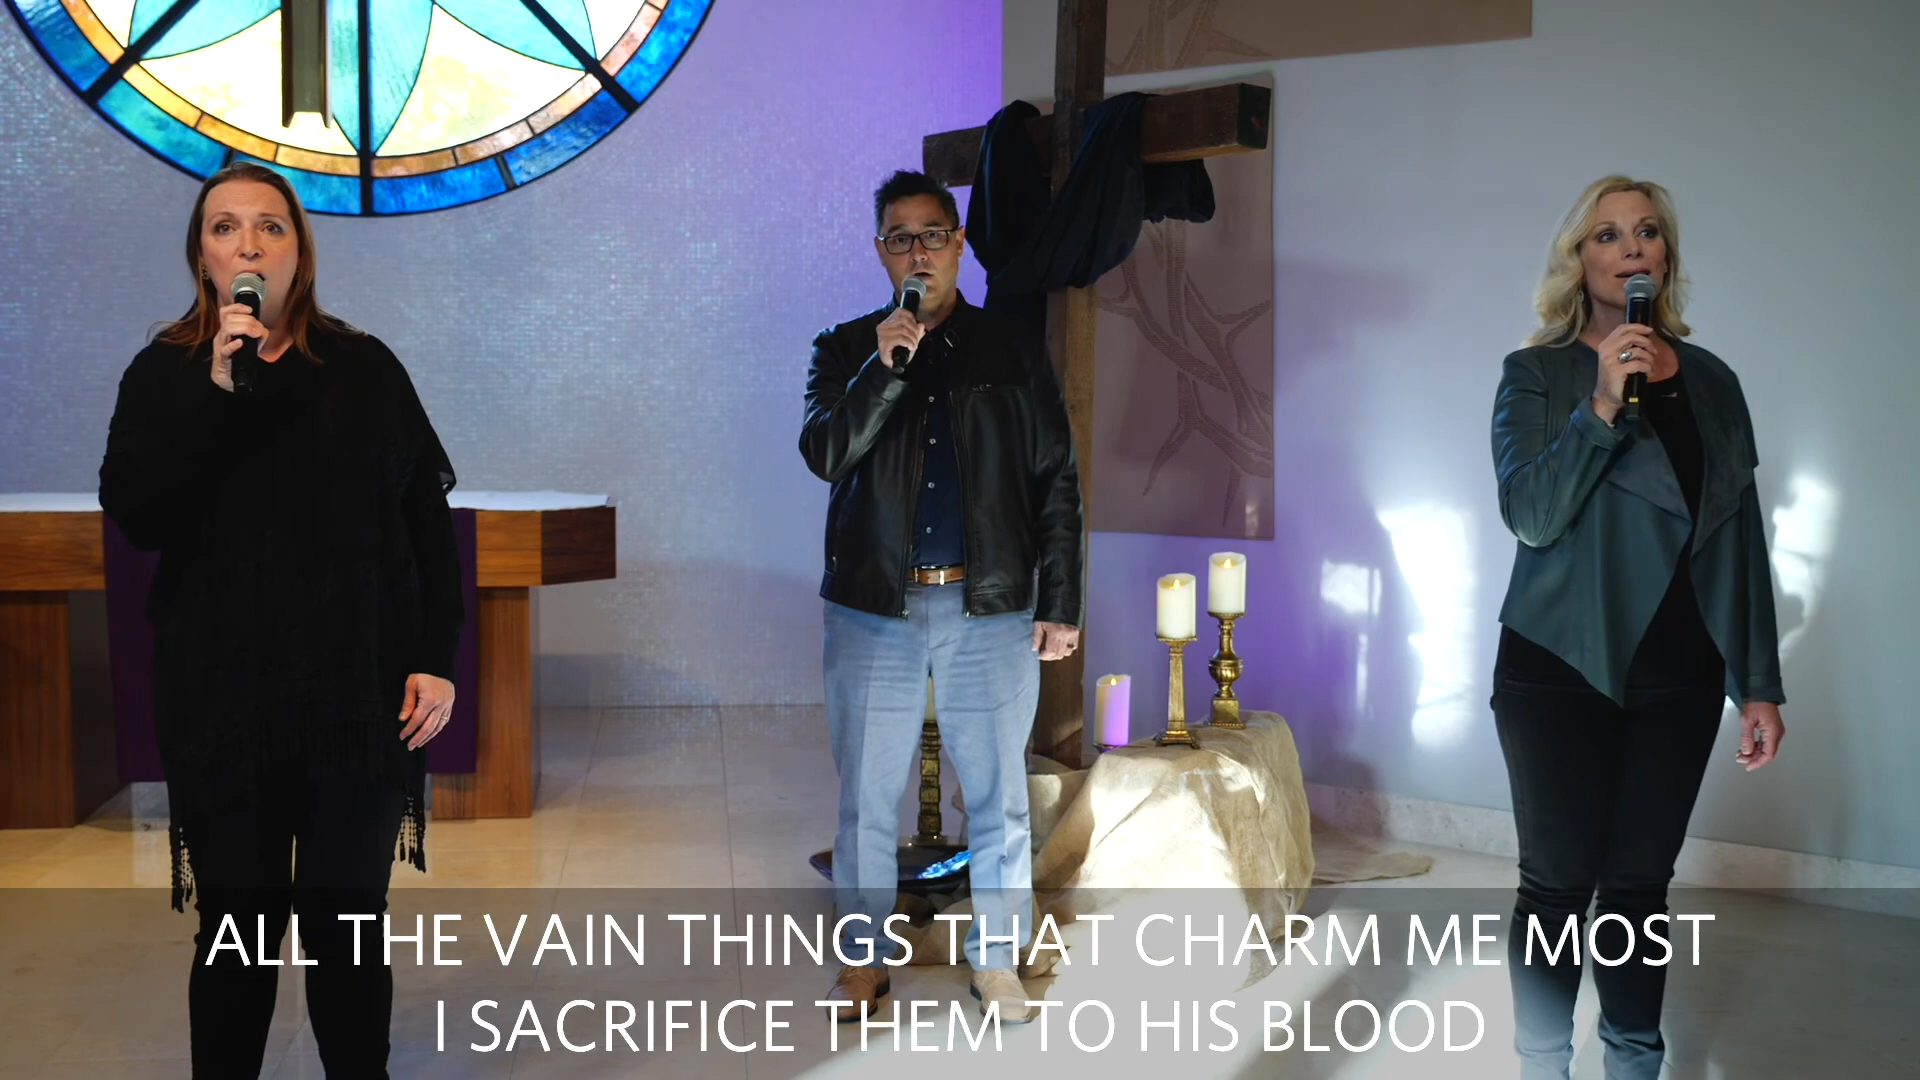 ALL THE VAIN THINGS THAT CHARM ME MOST
I SACRIFICE THEM TO HIS BLOOD